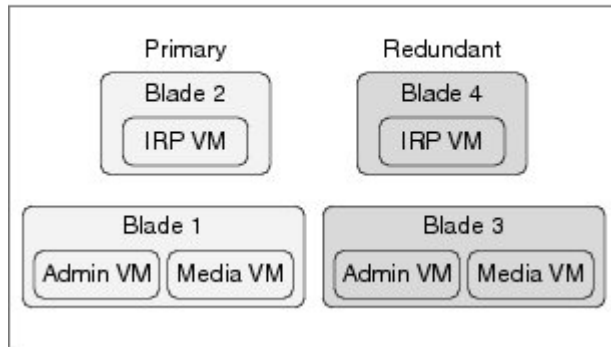 Primary Redundant
Blade 2 Blade 4
IRP VM IRP VM
Blade 1 Blade 3
Admin VM Media VM Admin VM Media VM